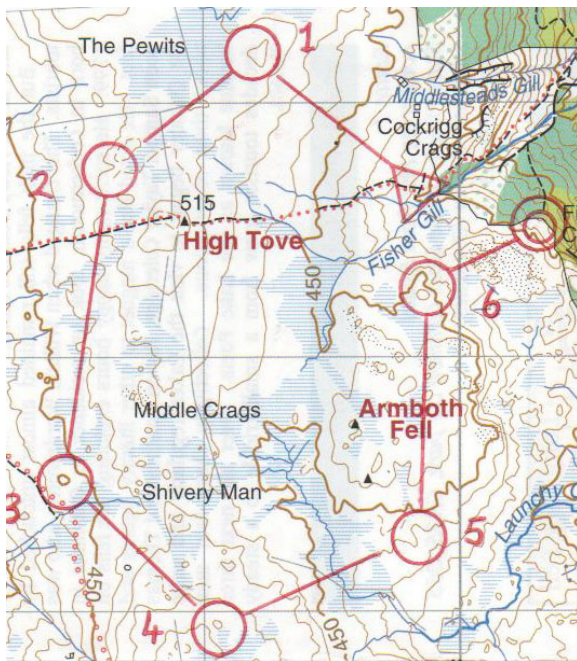 1
The Pewits
Middlesteads Gill
Cockrigg
Crags
2
515
High Tove
Fisher Gill
450
6
Middle Crags
Armboth
Fell
Shivery Man
3
Launchy
5
450
4
450